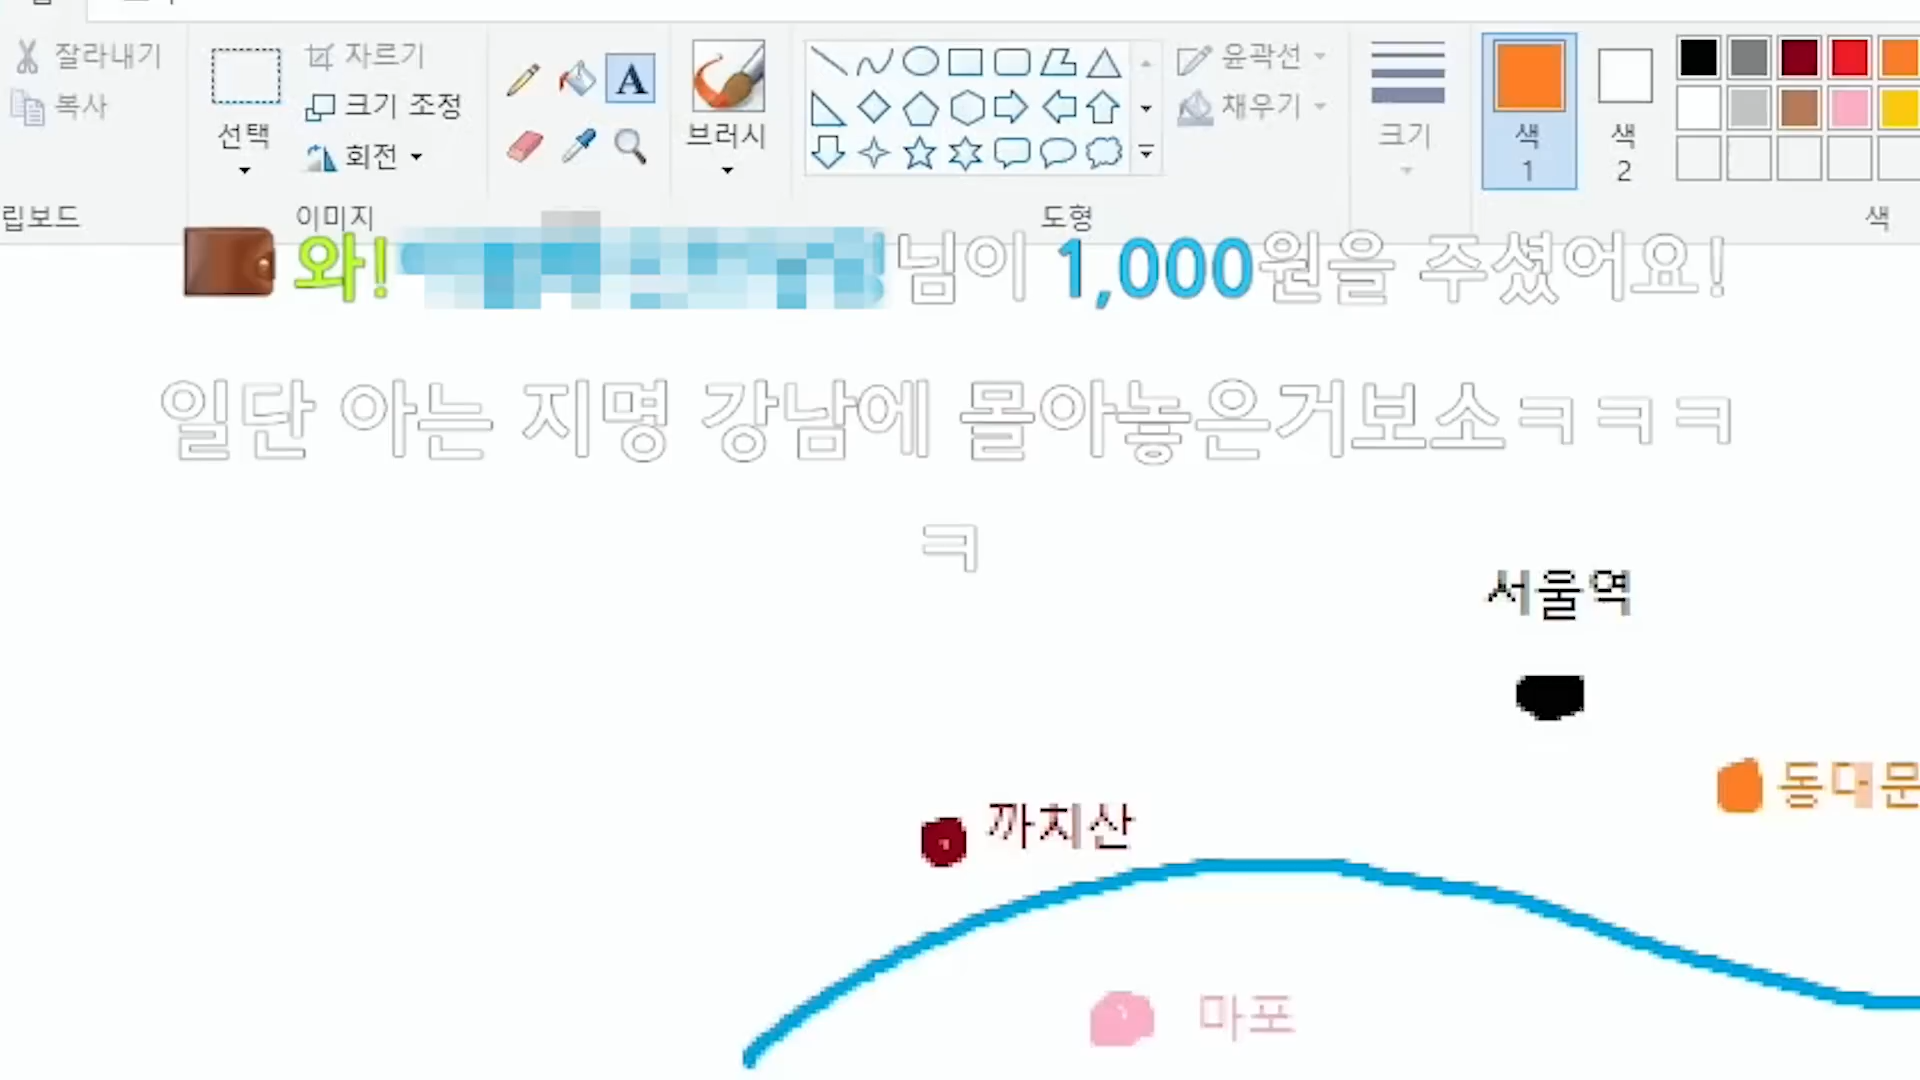 잘라내기
복사
립보드
선택
자르기
크기 조정
회전
이미지
A
브러시
도형
윤곽선
채우기
크기
색
1
색
2
색
와! 님이 1,000원을 주셨어요!
일단 아는 지명 강남에 몰아놓은거보소ㅋㅋㅋ
ㅋ
서울역
동대문
까치산
마포